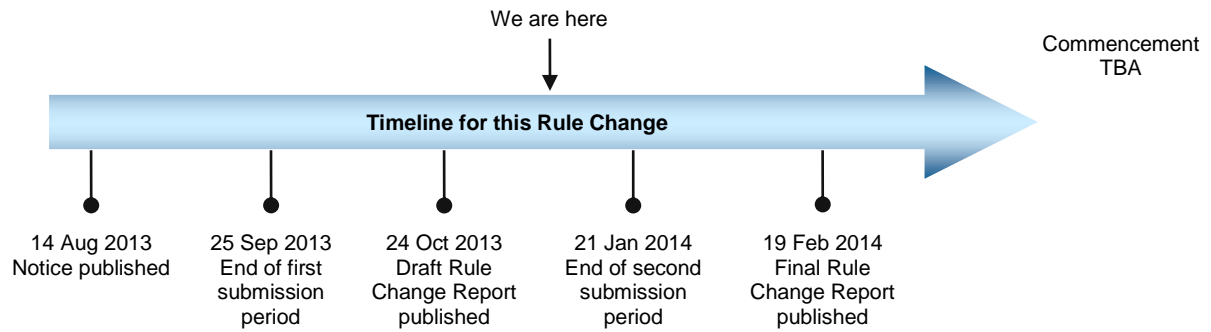 We are here
Commencement
TBA
Timeline for this Rule Change
14 Aug 2013
Notice published
25 Sep 2013
End of first
submission
period
24 Oct 2013
Draft Rule
Change Report
published
21 Jan 2014
End of second
submission
period
19 Feb 2014
Final Rule
Change Report
published